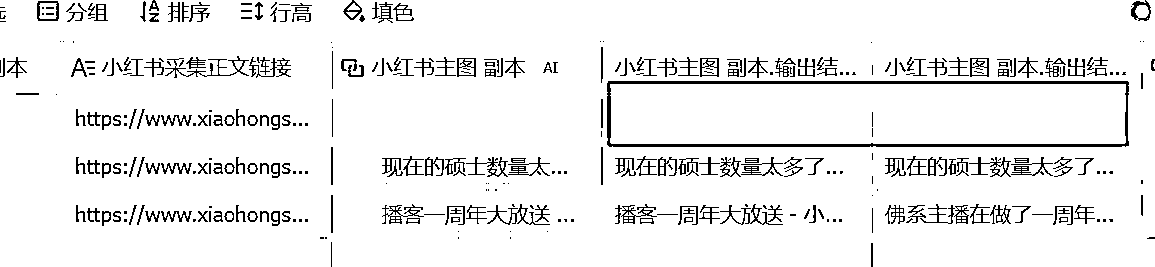 分组 排序 行高 填色
副本 小红书采集正文链接 小红书主图 副本 AI 小红书主图 副本.输出结... 小红书主图 副本.输出结...
https://www.xiaohongs...
https://www.xiaohongs... 现在的硕士数量太... 现在的硕士数量太多了... 现在的硕士数量太多了...
https://www.xiaohongs... 播客一周年大放送 ... 播客一周年大放送 - 小... 佛系主播在做了一周年...